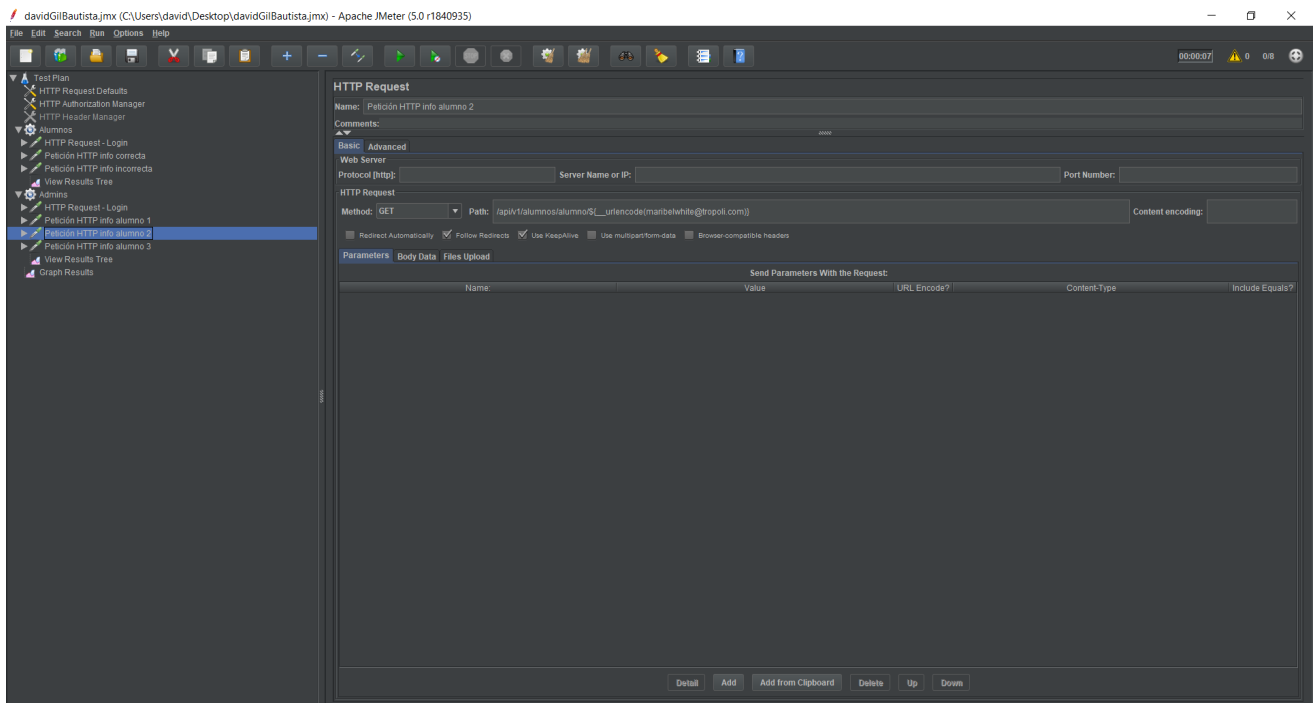 davidGilBautista.jmx (C:\Users\david\Desktop\davidGilBautista.jmx) - Apache JMeter (5.0 r1840935)
File Edit Search Run Options Help
00:00:07 0 0/8
Test Plan
HTTP Request Defaults
HTTP Authorization Manager
HTTP Header Manager
Alumnos
HTTP Request - Login
Petición HTTP info correcta
Petición HTTP info incorrecta
View Results Tree
Admins
HTTP Request - Login
Petición HTTP info alumno 1
Petición HTTP info alumno 2
Petición HTTP info alumno 3
View Results Tree
Graph Results
HTTP Request
Name: Petición HTTP info alumno 2
Comments:
Basic Advanced
Web Server
Protocol [http]: Server Name or IP: Port Number:
HTTP Request
Method: GET Path: /api/v1/alumnos/alumno/${__urlencode(maribelwhite@tropoli.com)} Content encoding:
Redirect Automatically Follow Redirects Use KeepAlive Use multipart/form-data Browser-compatible headers
Parameters Body Data Files Upload
Send Parameters With the Request:
Name: Value URL Encode? Content-Type Include Equals?
Detail Add Add from Clipboard Delete Up Down